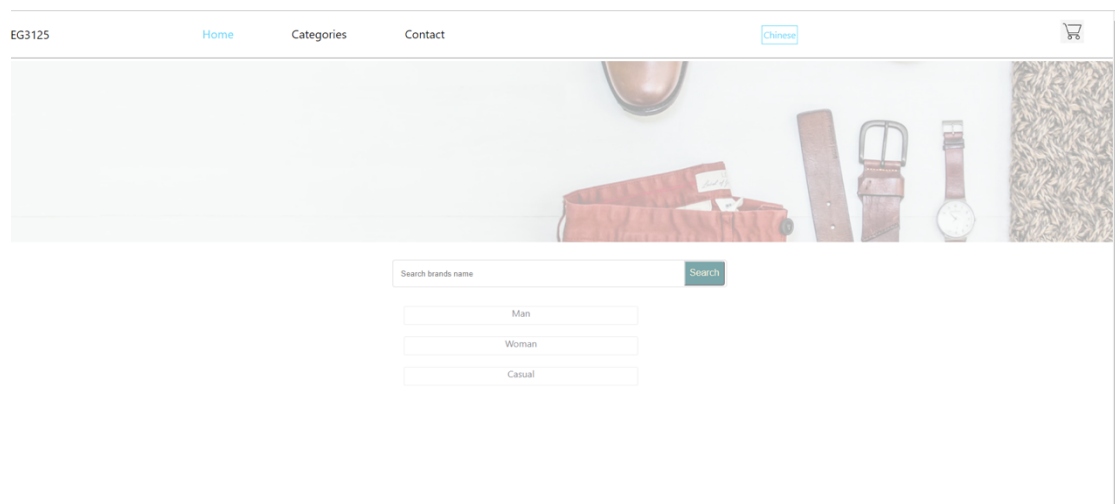 EG3125
Home
Categories
Contact
Chinese
Search brands name
Search
Man
Woman
Casual